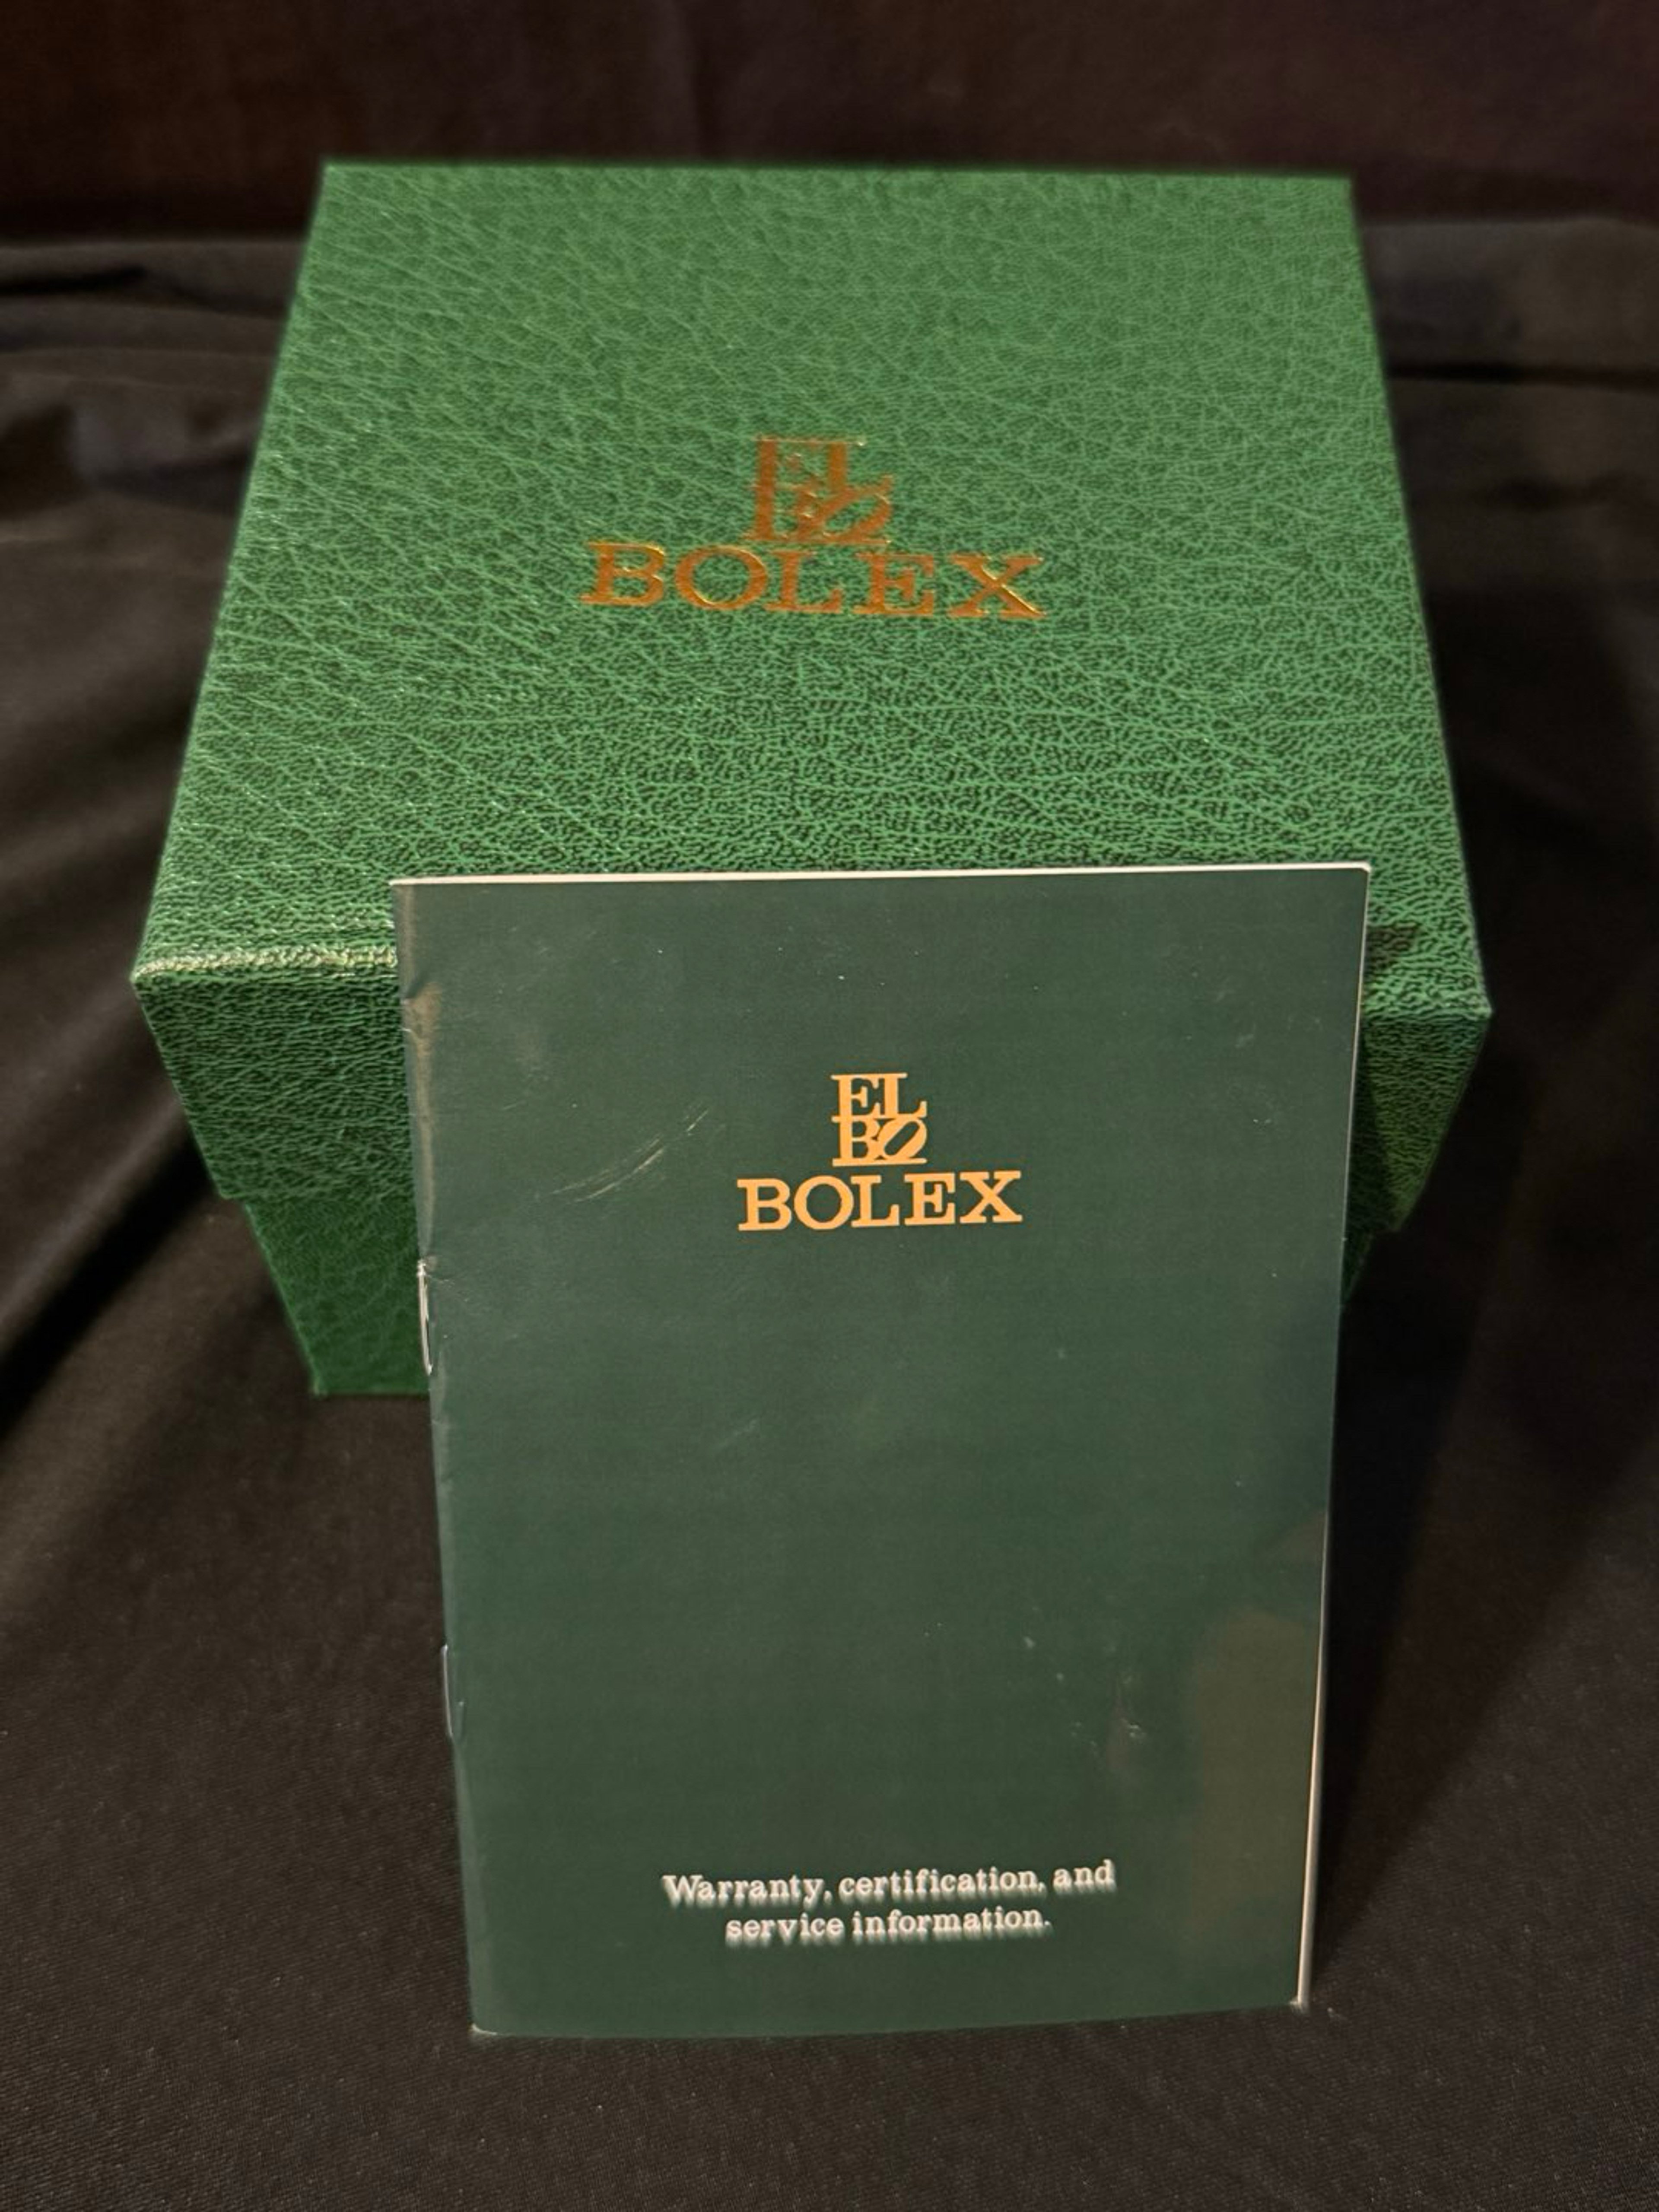 EL
BO
BOLEX
EL
BO
BOLEX
Warranty, certification, and
service information.